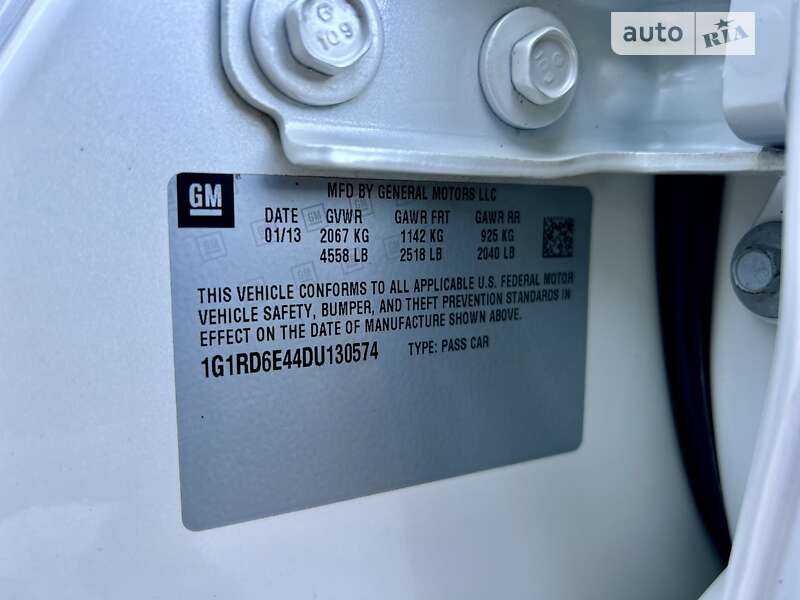 G
10.9
auto RIA
GM
MFD BY GENERAL MOTORS LLC
DATE GVWR GAWR FRT GAWR RR
01/13 2067 KG 1142 KG 925 KG
4558 LB 2518 LB 2040 LB
THIS VEHICLE CONFORMS TO ALL APPLICABLE U.S. FEDERAL MOTOR
VEHICLE SAFETY, BUMPER, AND THEFT PREVENTION STANDARDS IN
EFFECT ON THE DATE OF MANUFACTURE SHOWN ABOVE.
1G1RD6E44DU130574 TYPE: PASS CAR